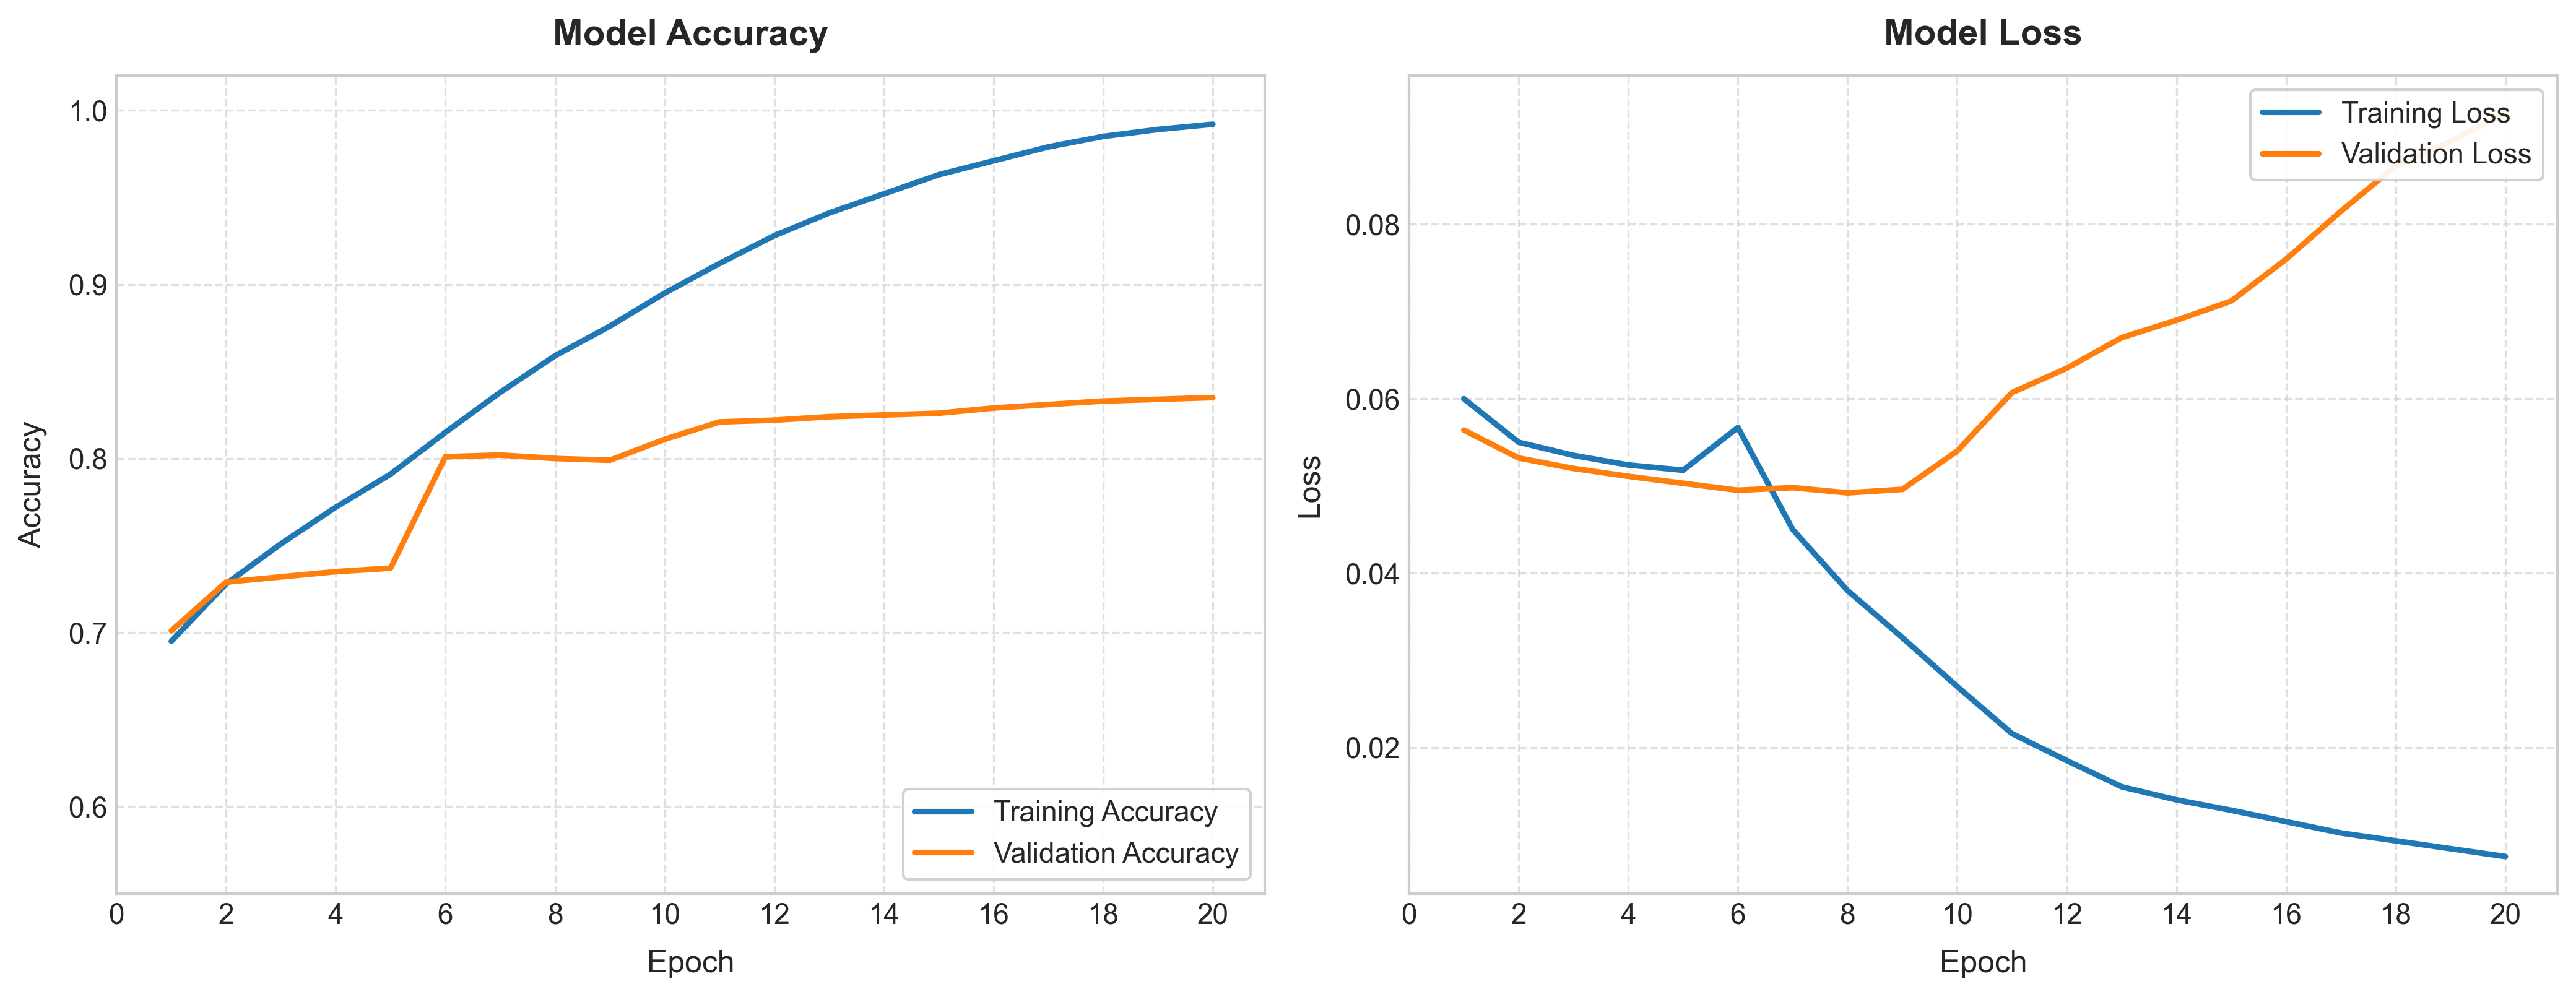 Model Accuracy
1.0
0.9
0.8
0.7
0.6
Accuracy
0 2 4 6 8 10 12 14 16 18 20
Epoch
Training Accuracy
Validation Accuracy
Model Loss
0.08
0.06
0.04
0.02
Loss
0 2 4 6 8 10 12 14 16 18 20
Epoch
Training Loss
Validation Loss